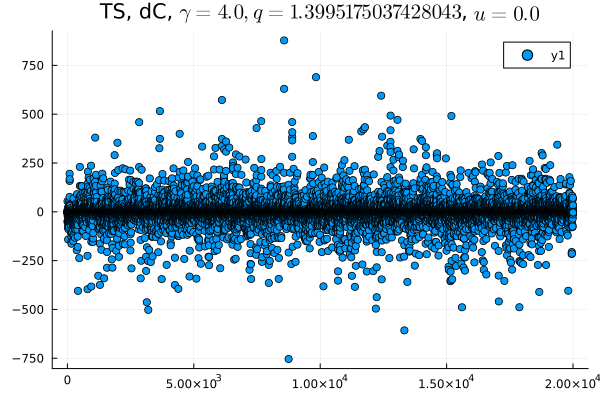 TS, dC, γ = 4.0, q = 1.3995175037428043, u = 0.0
y1
750
500
250
0
−250
−500
−750
0 5.00×10³ 1.00×10⁴ 1.50×10⁴ 2.00×10⁴